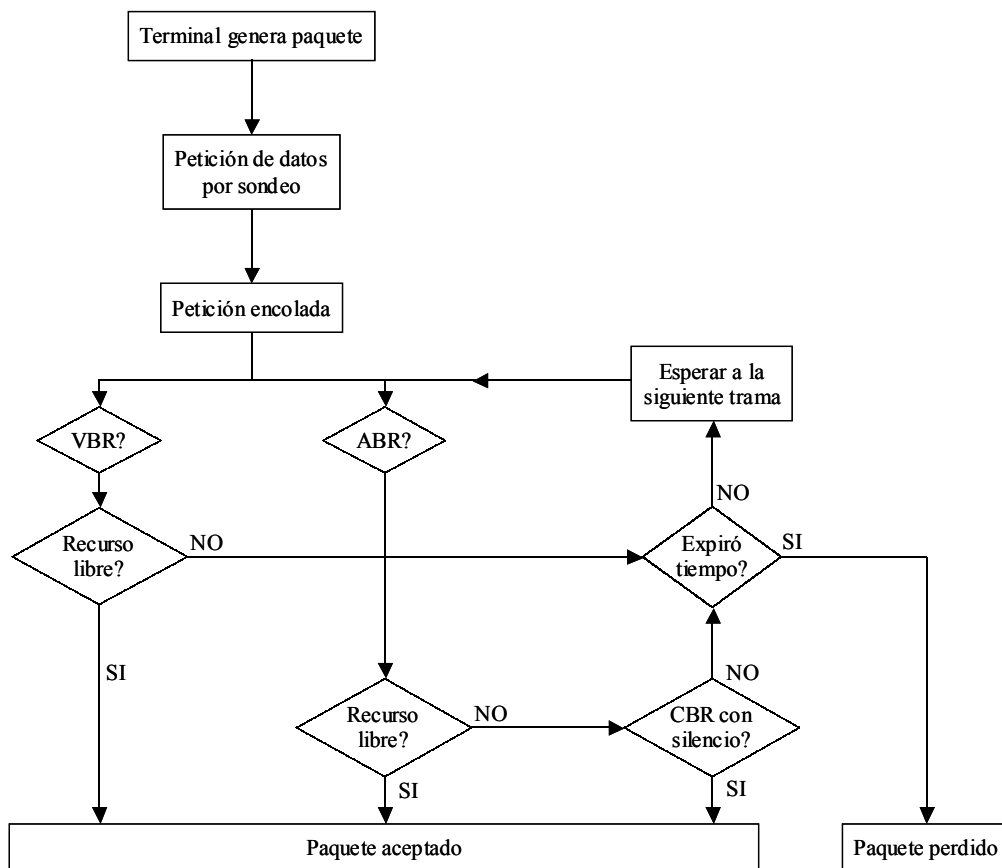 Terminal genera paquete
Petición de datos
por sondeo
Petición encolada
Esperar a la
siguiente trama
VBR?
ABR?
NO
Recurso
libre?
NO
Expiró
tiempo?
SI
SI
NO
Recurso
libre?
NO
CBR con
silencio?
SI
SI
Paquete aceptado
Paquete perdido